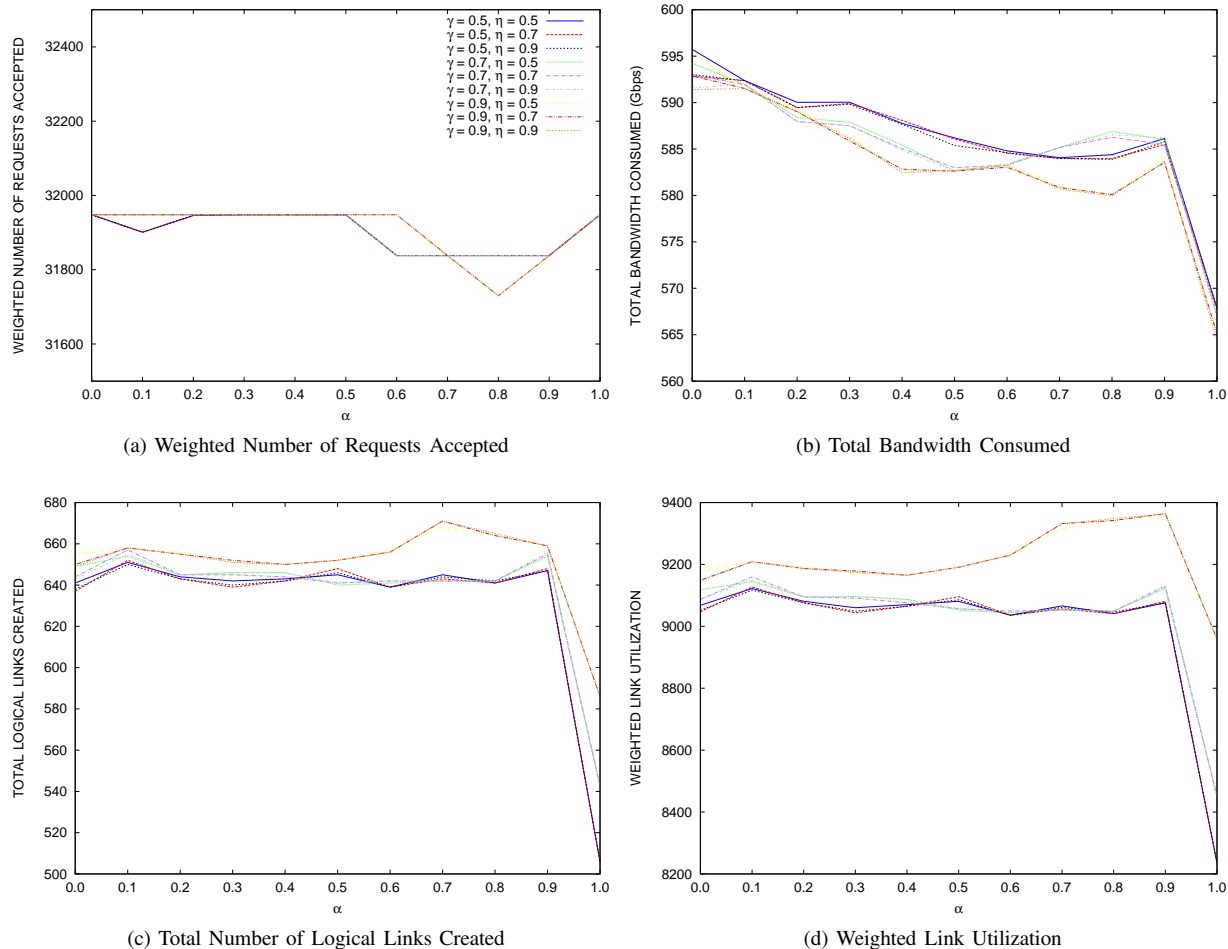 WEIGHTED NUMBER OF REQUESTS ACCEPTED
32400
32200
32000
31800
31600
0.0 0.1 0.2 0.3 0.4 0.5 0.6 0.7 0.8 0.9 1.0
α
γ = 0.5, η = 0.5
γ = 0.5, η = 0.7
γ = 0.5, η = 0.9
γ = 0.7, η = 0.5
γ = 0.7, η = 0.7
γ = 0.7, η = 0.9
γ = 0.9, η = 0.5
γ = 0.9, η = 0.7
γ = 0.9, η = 0.9
(a) Weighted Number of Requests Accepted
TOTAL BANDWIDTH CONSUMED (Gbps)
600
595
590
585
580
575
570
565
560
0.0 0.1 0.2 0.3 0.4 0.5 0.6 0.7 0.8 0.9 1.0
α
(b) Total Bandwidth Consumed
TOTAL LOGICAL LINKS CREATED
680
660
640
620
600
580
560
540
520
500
0.0 0.1 0.2 0.3 0.4 0.5 0.6 0.7 0.8 0.9 1.0
α
(c) Total Number of Logical Links Created
WEIGHTED LINK UTILIZATION
9400
9200
9000
8800
8600
8400
8200
0.0 0.1 0.2 0.3 0.4 0.5 0.6 0.7 0.8 0.9 1.0
α
(d) Weighted Link Utilization